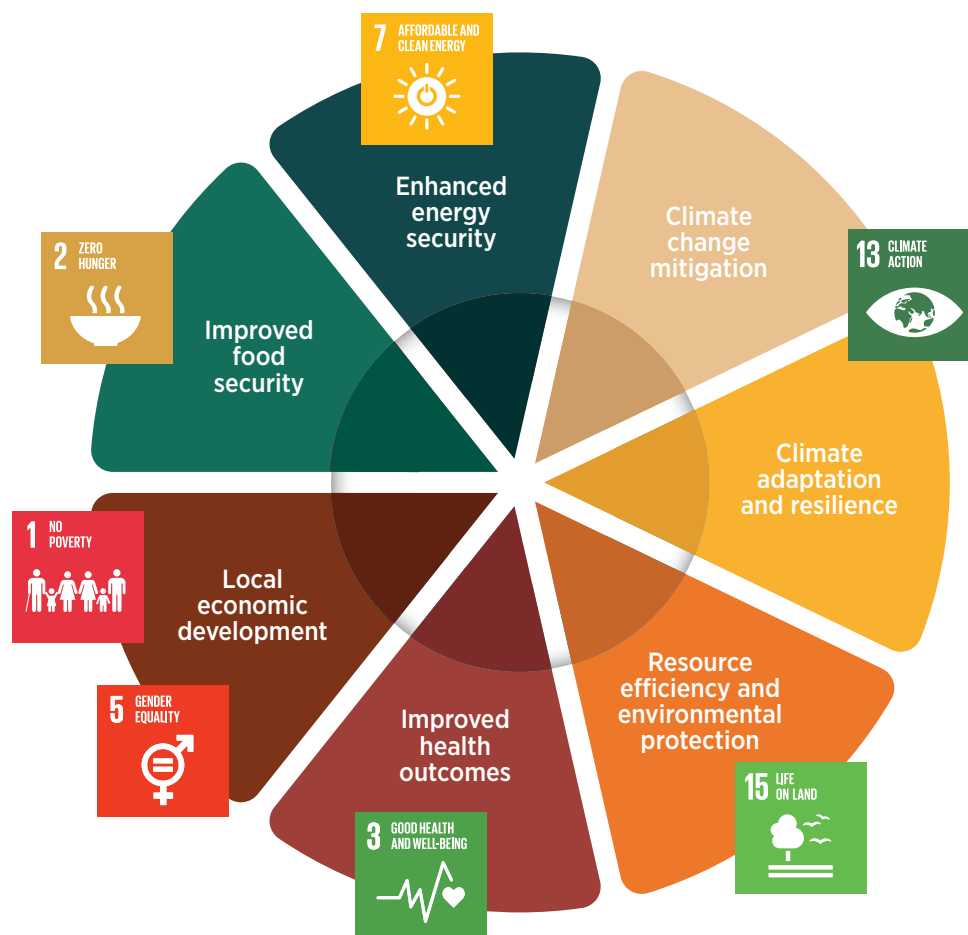 7 AFFORDABLE AND
CLEAN ENERGY
Enhanced
energy
security
Climate
change
mitigation
13 CLIMATE
ACTION
2 ZERO
HUNGER
Improved
food
security
Climate
adaptation
and resilience
1 NO
POVERTY
Local
economic
development
5 GENDER
EQUALITY
Improved
health
outcomes
3 GOOD HEALTH
AND WELL-BEING
Resource
efficiency and
environmental
protection
15 LIFE
ON LAND